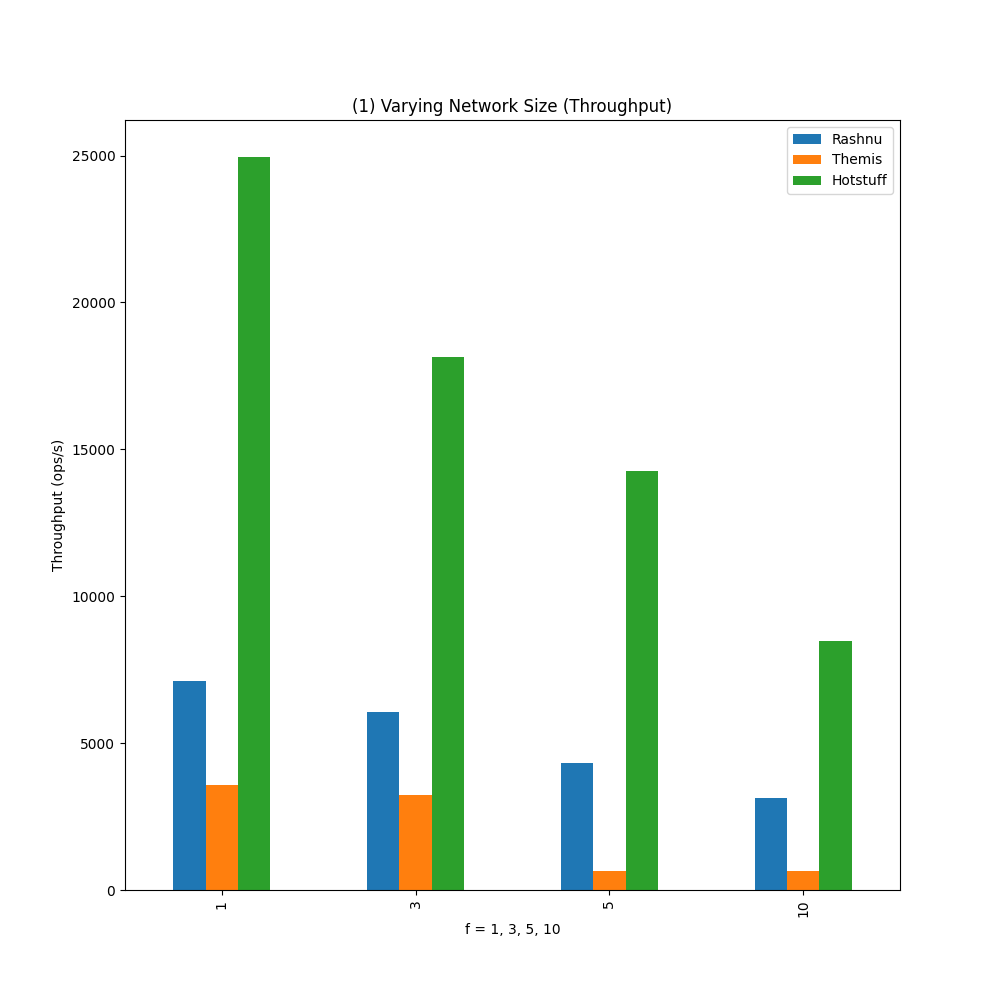 (1) Varying Network Size (Throughput)
Rashnu
Themis
Hotstuff
Throughput (ops/s)
25000
20000
15000
10000
5000
0
1
3
5
10
f = 1, 3, 5, 10